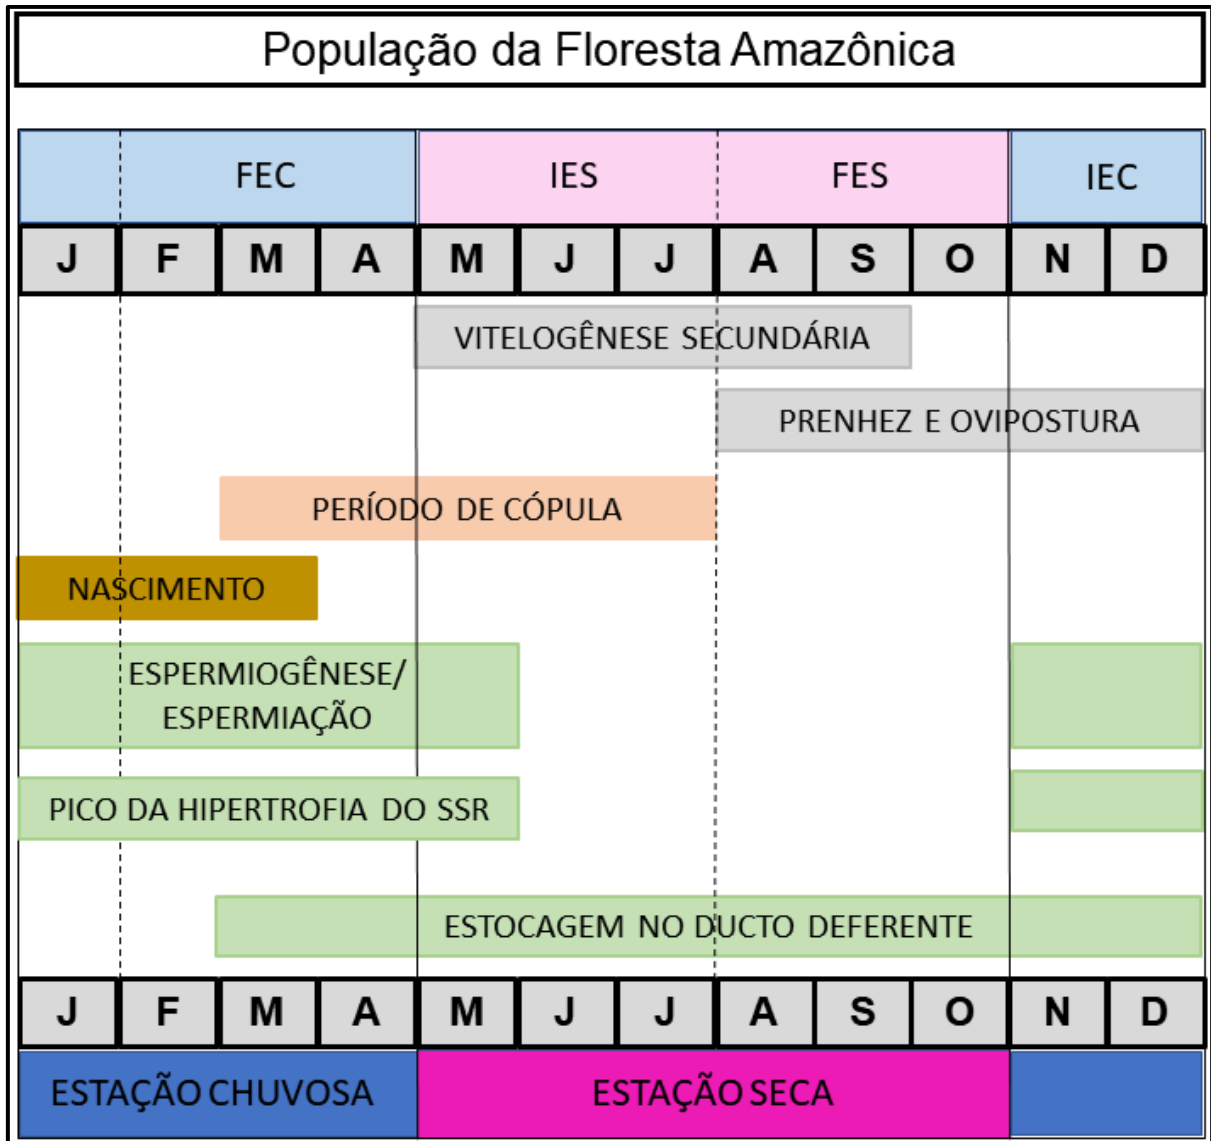 População da Floresta Amazônica
FEC IES FES IEC
J F M A M J J A S O N D
VITELOGÊNESE SECUNDÁRIA
PRENHEZ E OVIPOSTURA
PERÍODO DE CÓPULA
NASCIMENTO
ESPERMIOGÊNESE/
ESPERMIAÇÃO
PICO DA HIPERTROFIA DO SSR
ESTOCAGEM NO DUCTO DEFERENTE
J F M A M J J A S O N D
ESTAÇÃO CHUVOSA ESTAÇÃO SECA